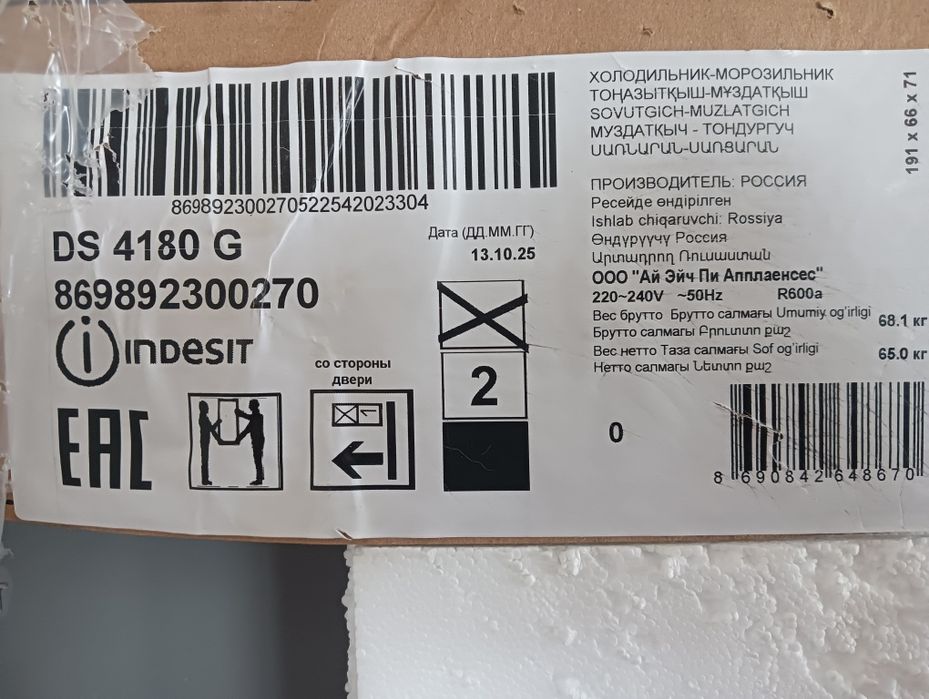 869892300270522542023304
DS 4180 G
869892300270
INDESIT
EAC
Дата (ДД.ММ.ГГ)
13.10.25
со стороны
двери
1
2
ХОЛОДИЛЬНИК-МОРОЗИЛЬНИК
ТОҢАЗЫТҚЫШ-МҰЗДАТҚЫШ
SOVUTGICH-MUZLATGICH
МУЗДАТКЫЧ - ТОНДУРГУЧ
ՍԱՌՆԱՐԱՆ-ՍԱՌՑԱՐԱՆ
191 x 66 x 71
ПРОИЗВОДИТЕЛЬ: РОССИЯ
Ресейде өндірілген
Ishlab chiqaruvchi: Rossiya
Өндүрүүчү Россия
Արտադրող Ռուսաստան
ООО "Ай Эйч Пи Апплаенсес"
220~240V ~50Hz R600a
Вес брутто Брутто салмағы Umumiy og'irligi 68.1 кг
Брутто салмагы Բրուտտո քաշ
Вес нетто Таза салмағы Sof og'irligi 65.0 кг
Нетто салмагы Նետտո քաշ
0
8 690842 648670